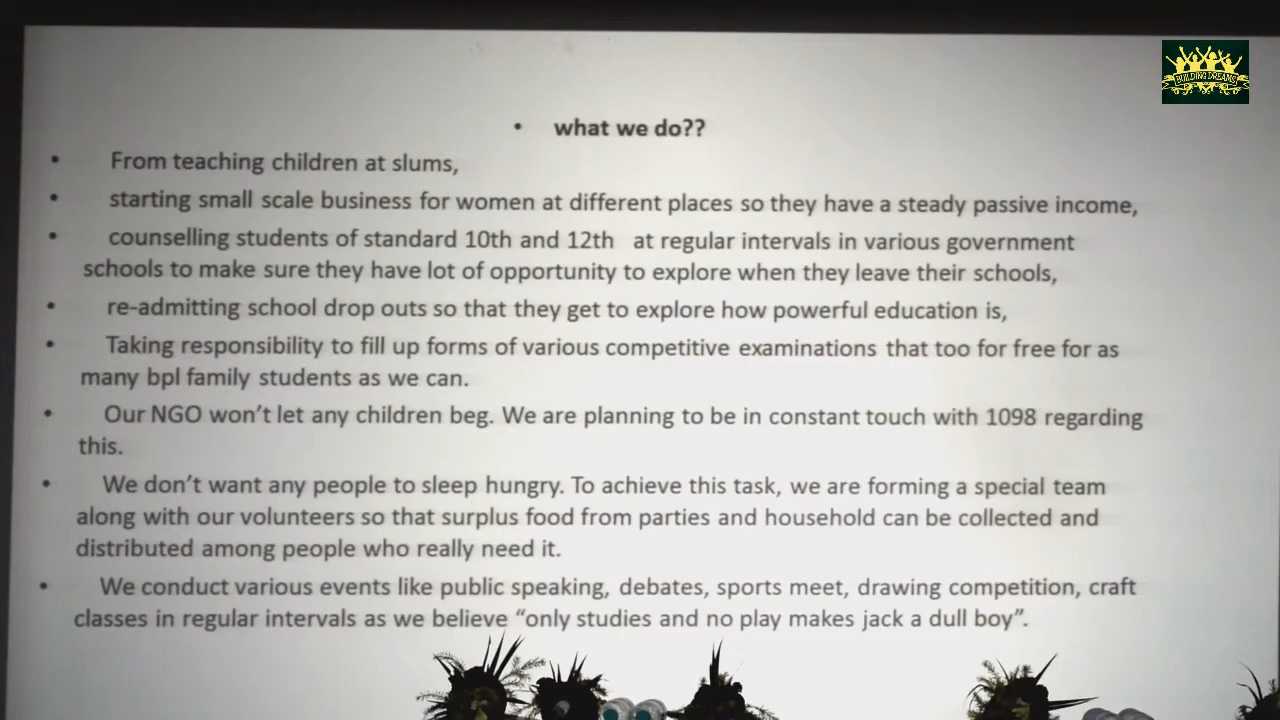 BUILDING DREAMS
• what we do??
• From teaching children at slums,
• starting small scale business for women at different places so they have a steady passive income,
• counselling students of standard 10th and 12th at regular intervals in various government
schools to make sure they have lot of opportunity to explore when they leave their schools,
• re-admitting school drop outs so that they get to explore how powerful education is,
• Taking responsibility to fill up forms of various competitive examinations that too for free for as
many bpl family students as we can.
• Our NGO won't let any children beg. We are planning to be in constant touch with 1098 regarding
this.
• We don't want any people to sleep hungry. To achieve this task, we are forming a special team
along with our volunteers so that surplus food from parties and household can be collected and
distributed among people who really need it.
• We conduct various events like public speaking, debates, sports meet, drawing competition, craft
classes in regular intervals as we believe “only studies and no play makes jack a dull boy”.